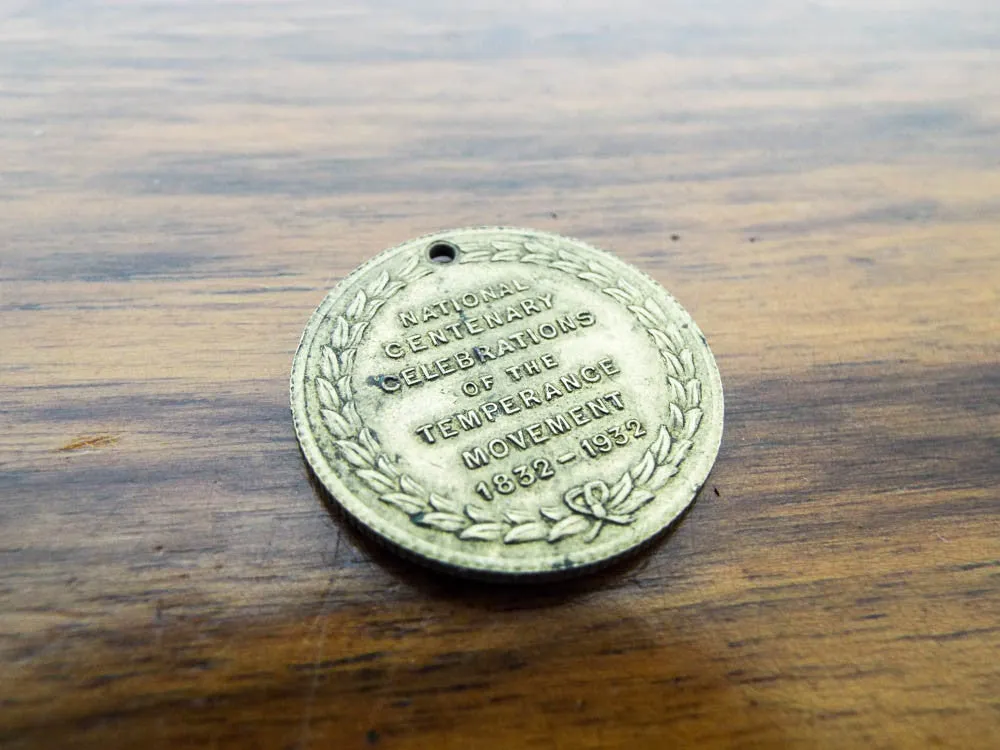 NATIONAL
CENTENARY
CELEBRATIONS
OF THE
TEMPERANCE
MOVEMENT
1832-1932